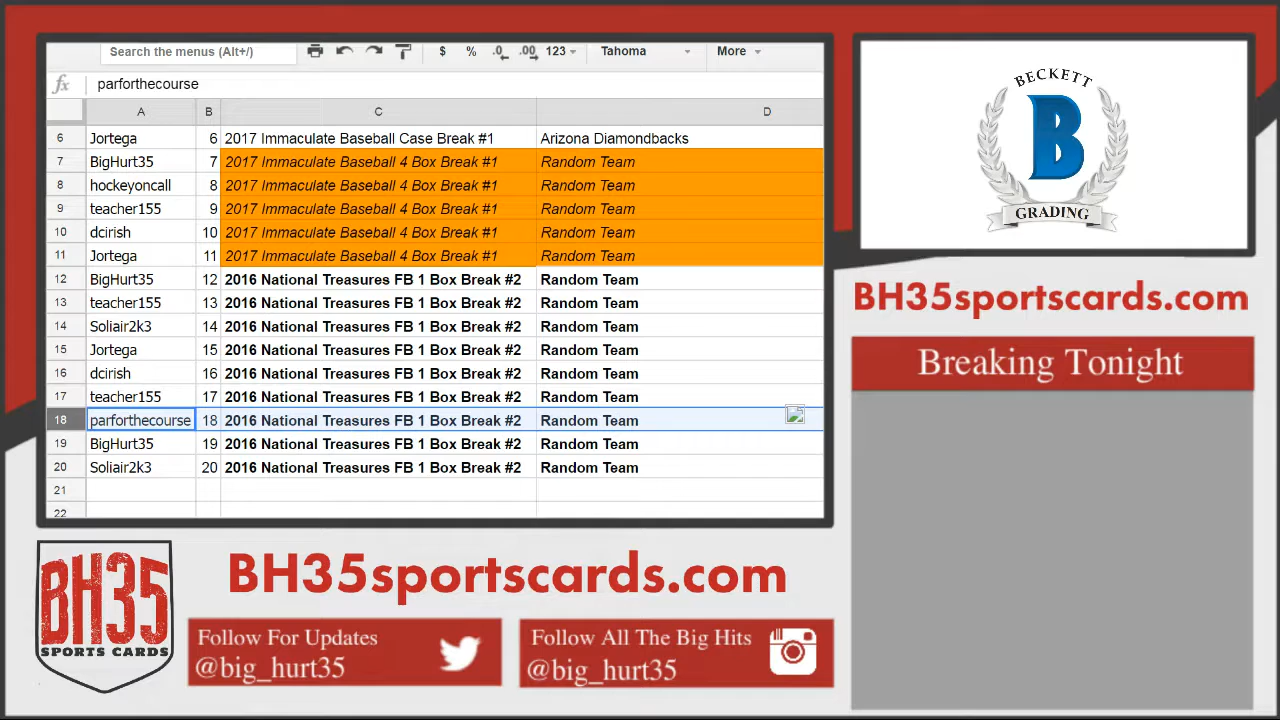 Search the menus (Alt+/) $ % .0 .00 123 Tahoma More
fx parforthecourse
A B C D
6 Jortega 6 2017 Immaculate Baseball Case Break #1 Arizona Diamondbacks
7 BigHurt35 7 2017 Immaculate Baseball 4 Box Break #1 Random Team
8 hockeyoncall 8 2017 Immaculate Baseball 4 Box Break #1 Random Team
9 teacher155 9 2017 Immaculate Baseball 4 Box Break #1 Random Team
10 dcirish 10 2017 Immaculate Baseball 4 Box Break #1 Random Team
11 Jortega 11 2017 Immaculate Baseball 4 Box Break #1 Random Team
12 BigHurt35 12 2016 National Treasures FB 1 Box Break #2 Random Team
13 teacher155 13 2016 National Treasures FB 1 Box Break #2 Random Team
14 Soliair2k3 14 2016 National Treasures FB 1 Box Break #2 Random Team
15 Jortega 15 2016 National Treasures FB 1 Box Break #2 Random Team
16 dcirish 16 2016 National Treasures FB 1 Box Break #2 Random Team
17 teacher155 17 2016 National Treasures FB 1 Box Break #2 Random Team
18 parforthecourse 18 2016 National Treasures FB 1 Box Break #2 Random Team
19 BigHurt35 19 2016 National Treasures FB 1 Box Break #2 Random Team
20 Soliair2k3 20 2016 National Treasures FB 1 Box Break #2 Random Team
21
22
BECKETT
B
GRADING
BH35sportscards.com
Breaking Tonight
BH35
SPORTS CARDS
BH35sportscards.com
Follow For Updates
@big_hurt35
Follow All The Big Hits
@big_hurt35